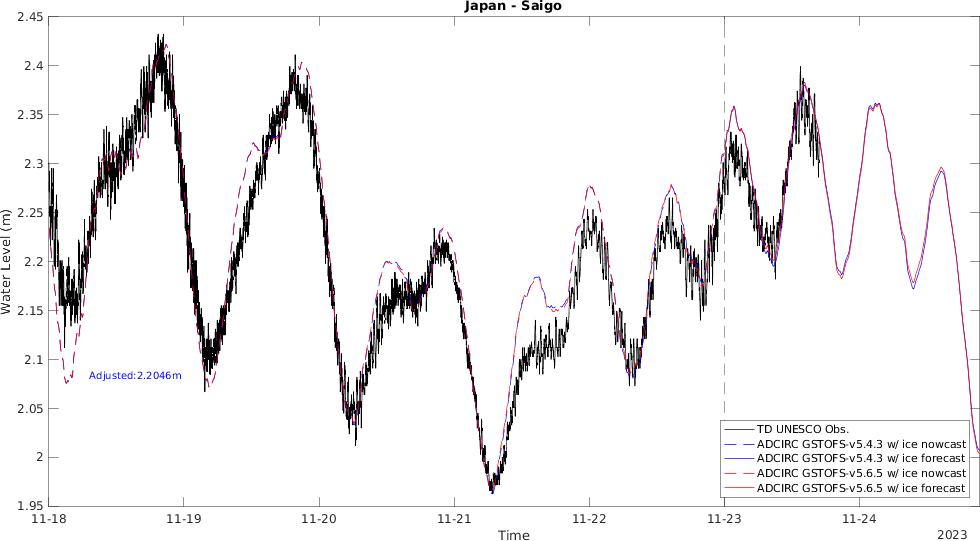 Japan - Saigo
2.45
2.4
2.35
2.3
2.25
2.2
2.15
2.1
2.05
2
1.95
Water Level (m)
Adjusted:2.2046m
TD UNESCO Obs.
ADCIRC GSTOFS-v5.4.3 w/ ice nowcast
ADCIRC GSTOFS-v5.4.3 w/ ice forecast
ADCIRC GSTOFS-v5.6.5 w/ ice nowcast
ADCIRC GSTOFS-v5.6.5 w/ ice forecast
11-18 11-19 11-20 11-21 11-22 11-23 11-24
Time
2023